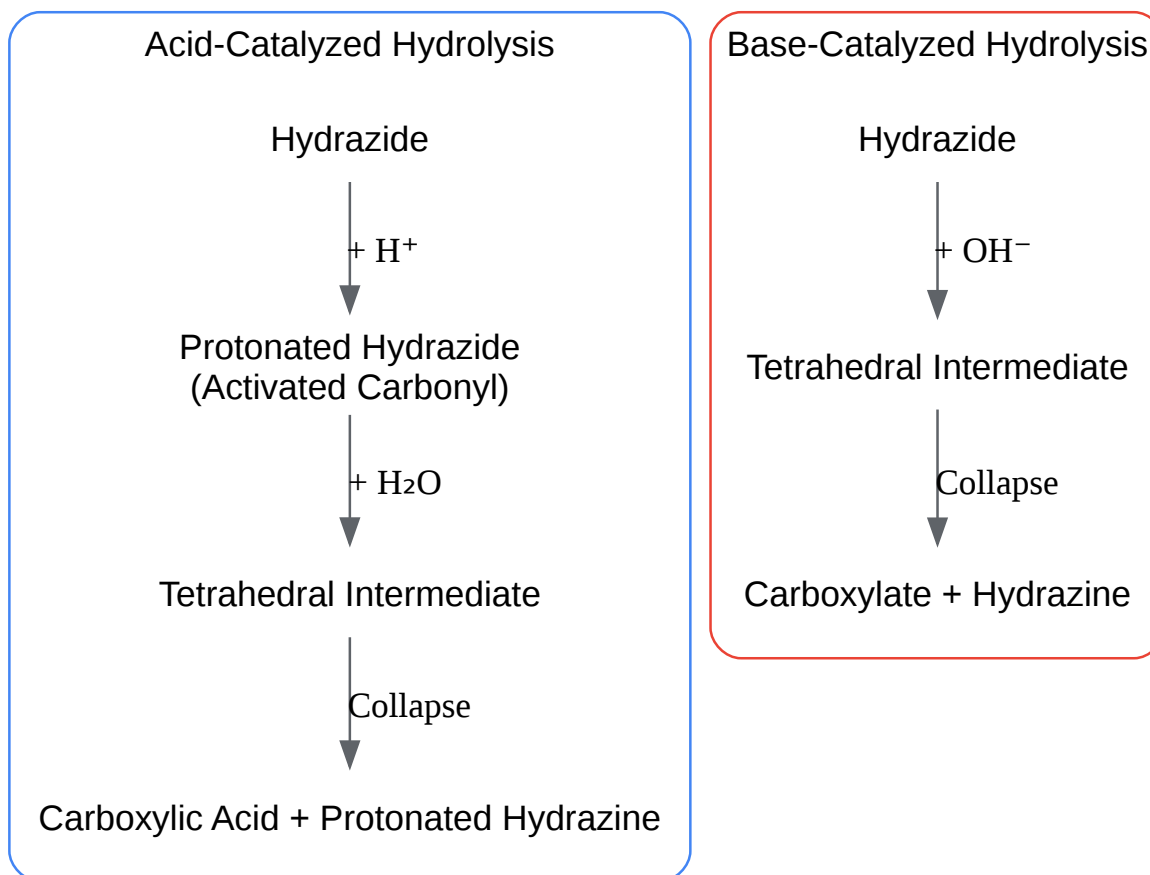 Acid-Catalyzed Hydrolysis
Hydrazide
+ H⁺
Protonated Hydrazide
(Activated Carbonyl)
+ H₂O
Tetrahedral Intermediate
Collapse
Carboxylic Acid + Protonated Hydrazine
Base-Catalyzed Hydrolysis
Hydrazide
+ OH⁻
Tetrahedral Intermediate
Collapse
Carboxylate + Hydrazine